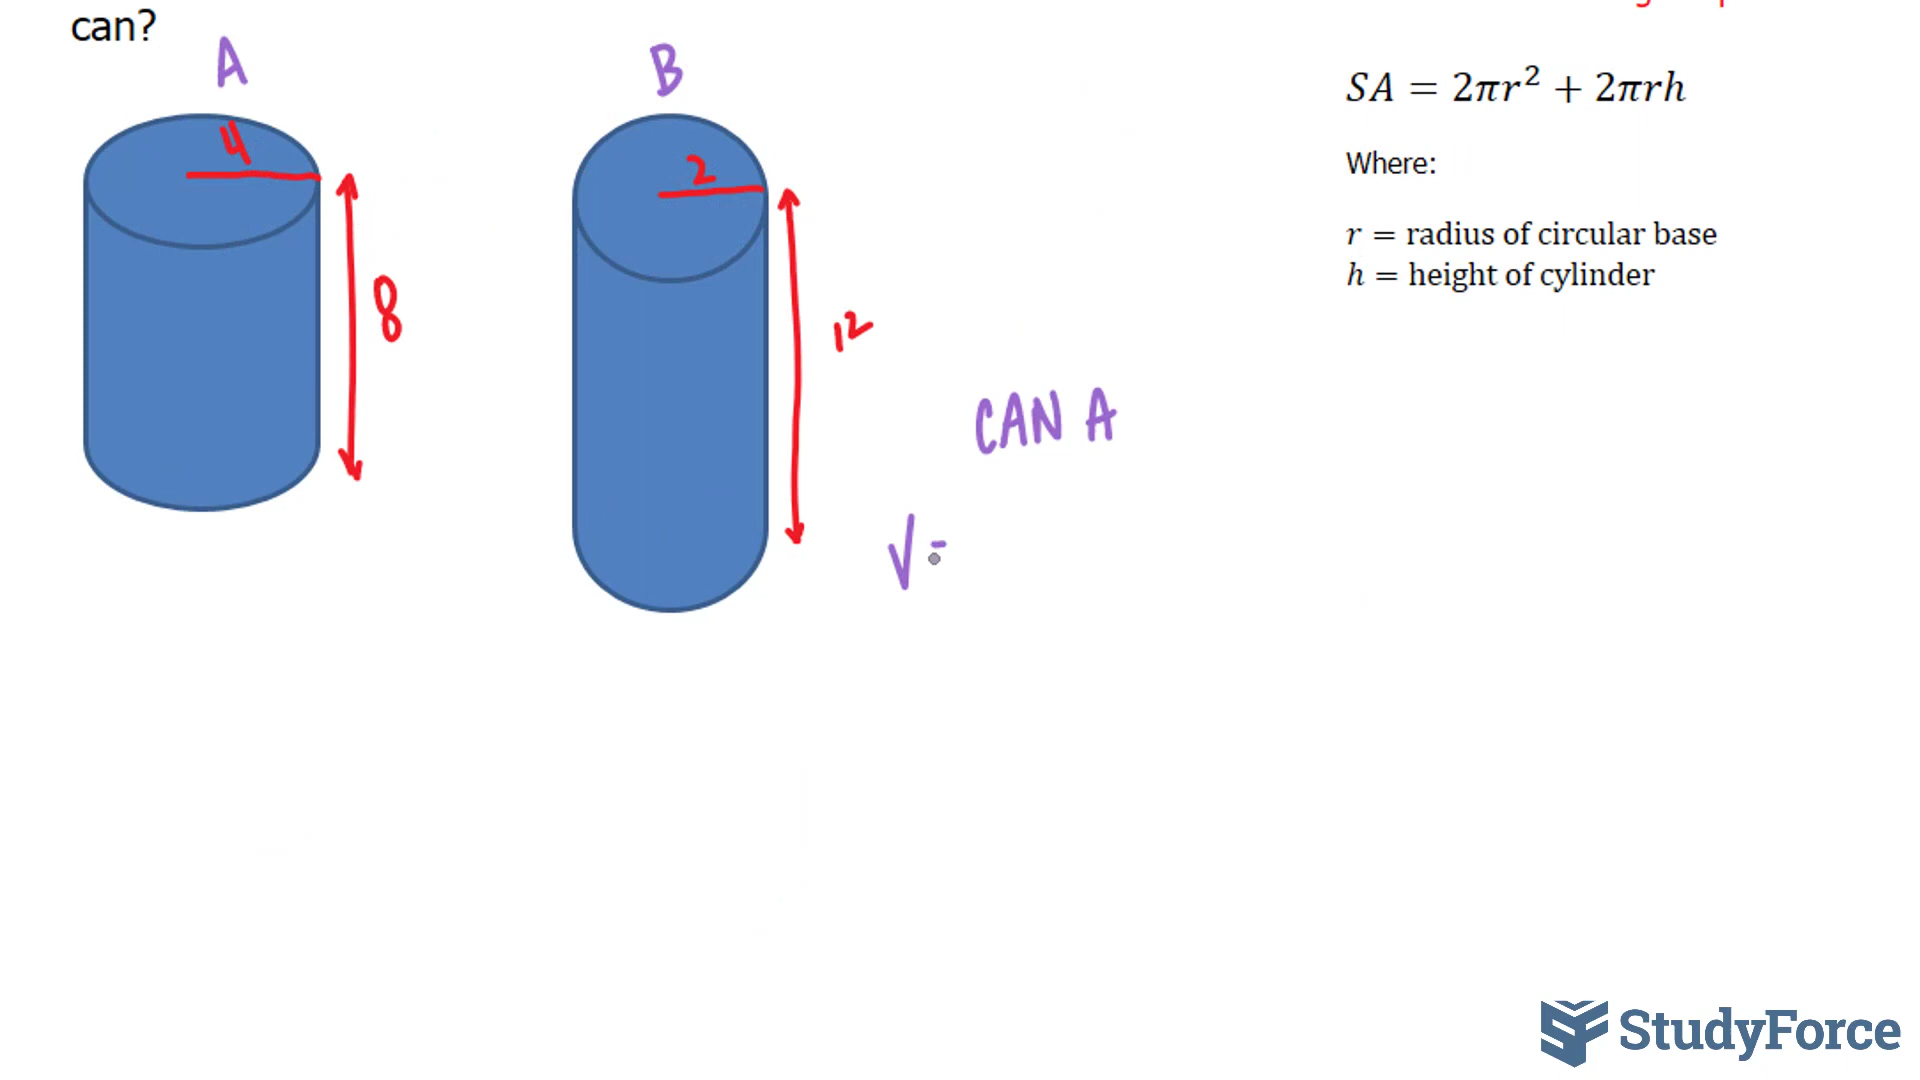 can?
A
B
4
8
2
12
CAN A
V =
SA = 2πr² + 2πrh
Where:
r = radius of circular base
h = height of cylinder
StudyForce